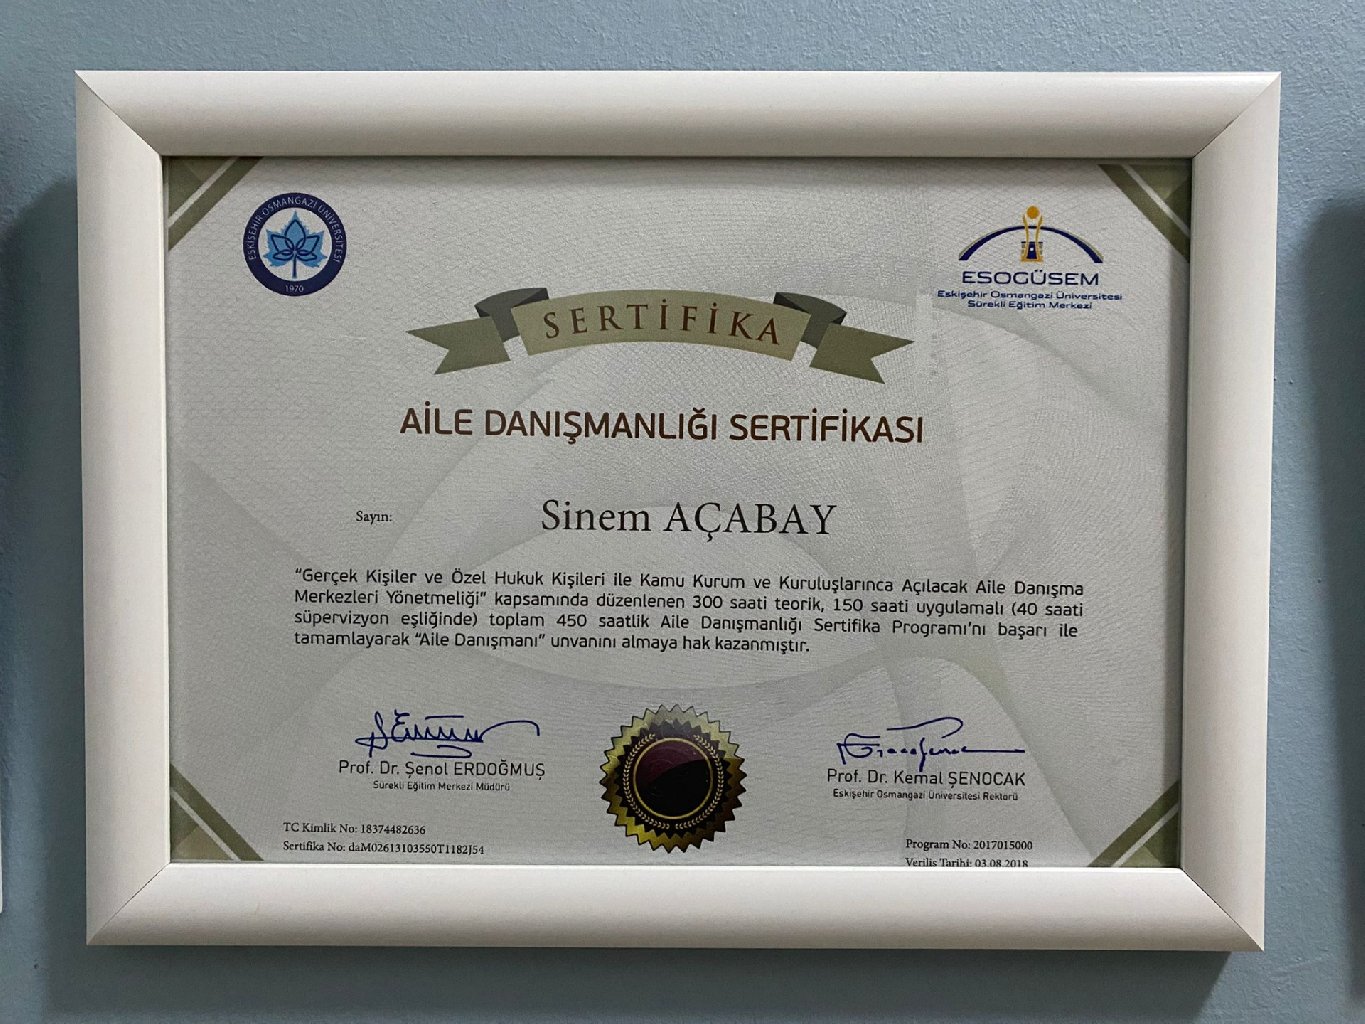 ESKİŞEHİR OSMANGAZİ ÜNİVERSİTESİ
1970
ESOGÜSEM
Eskişehir Osmangazi Üniversitesi
Sürekli Eğitim Merkezi
SERTİFİKA
AİLE DANIŞMANLIĞI SERTİFİKASI
Sayın: Sinem AÇABAY
“Gerçek Kişiler ve Özel Hukuk Kişileri ile Kamu Kurum ve Kuruluşlarınca Açılacak Aile Danışma
Merkezleri Yönetmeliği” kapsamında düzenlenen 300 saati teorik, 150 saati uygulamalı (40 saati
süpervizyon eşliğinde) toplam 450 saatlik Aile Danışmanlığı Sertifika Programı’nı başarı ile
tamamlayarak “Aile Danışmanı” unvanını almaya hak kazanmıştır.
Prof. Dr. Şenol ERDOĞMUŞ
Sürekli Eğitim Merkezi Müdürü
Prof. Dr. Kemal ŞENOCAK
Eskişehir Osmangazi Üniversitesi Rektörü
TC Kimlik No: 18374482636
Sertifika No: daM02613103550T1182J54
Program No: 2017015000
Veriliş Tarihi: 03.08.2018